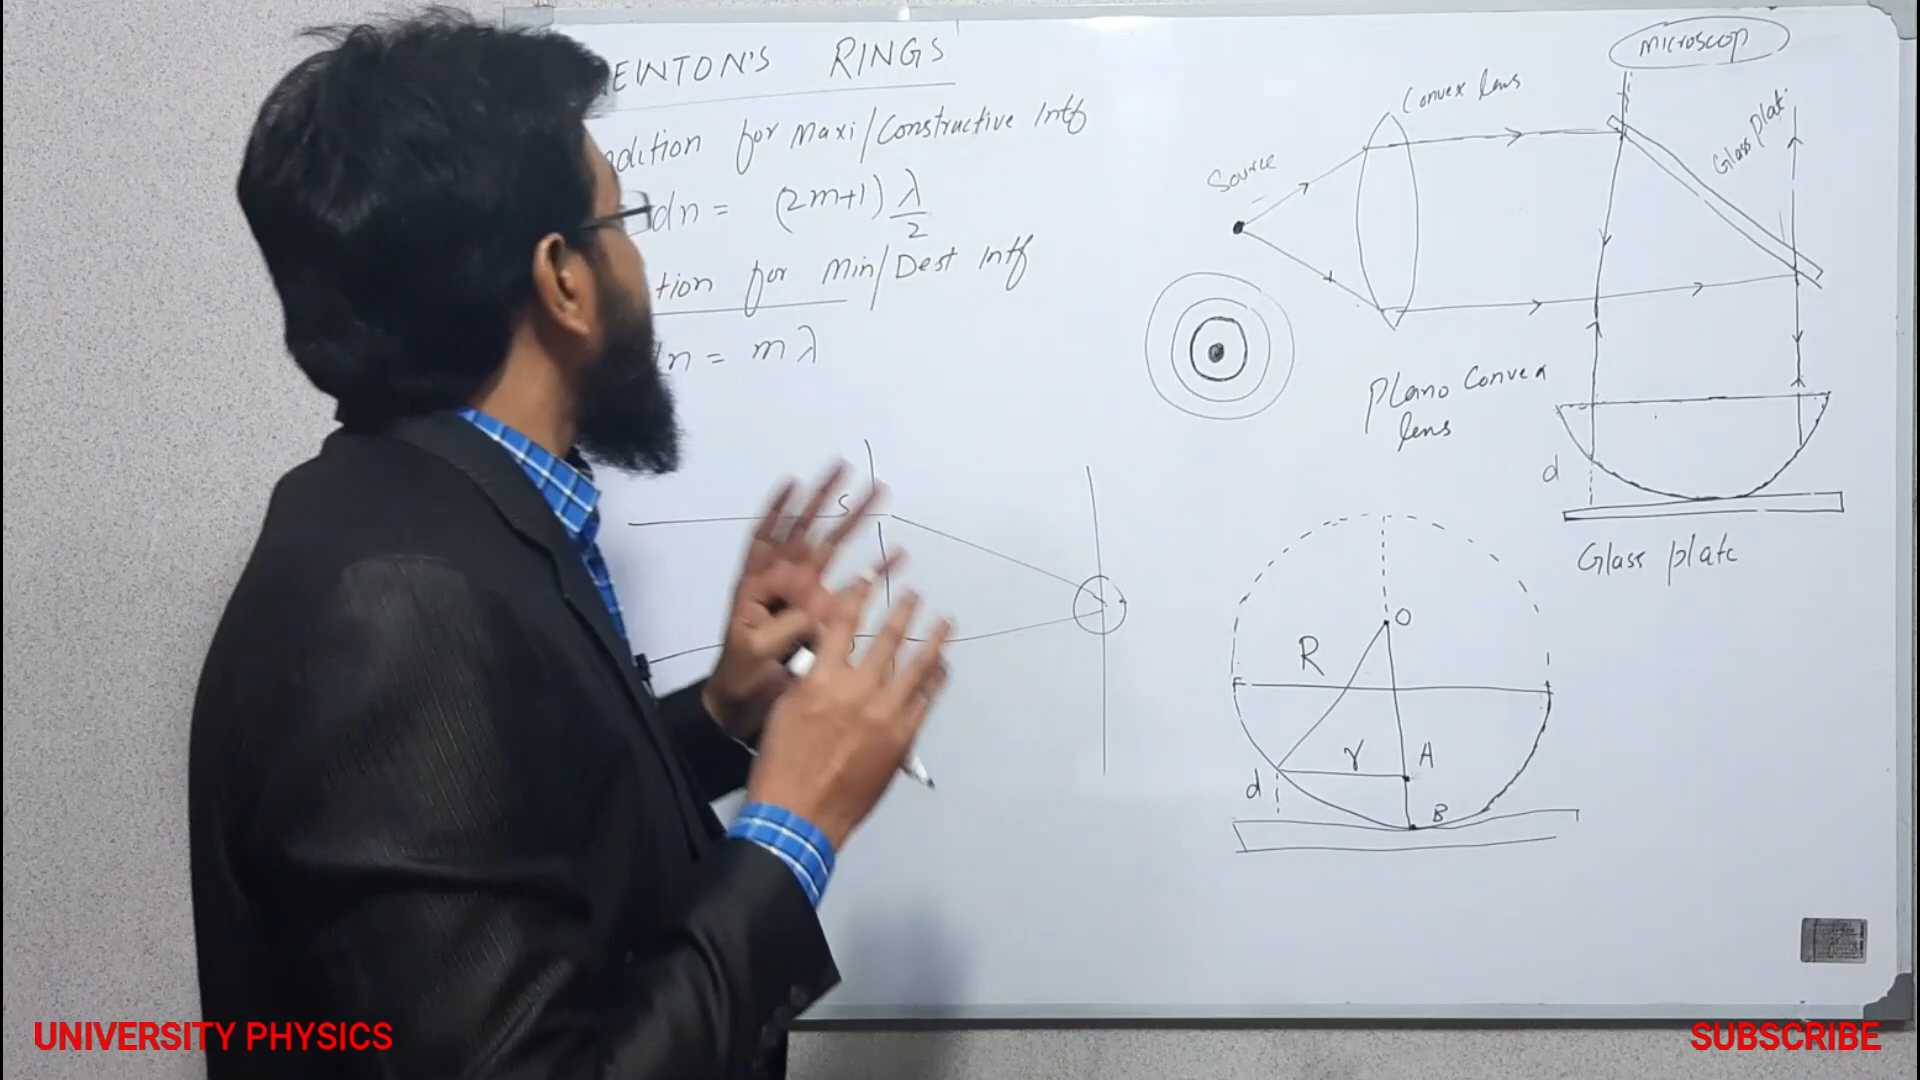 EWTON'S RINGS
ndition for Maxi/Constructive Intf
dn = (2m+1) λ/2
tion for Min/Dest Intf
n = mλ
S
Microscop
Convex lens
Source
Glass plat
Plano Convex
lens
d
Glass plate
O
R
r
A
d
B
UNIVERSITY PHYSICS
SUBSCRIBE